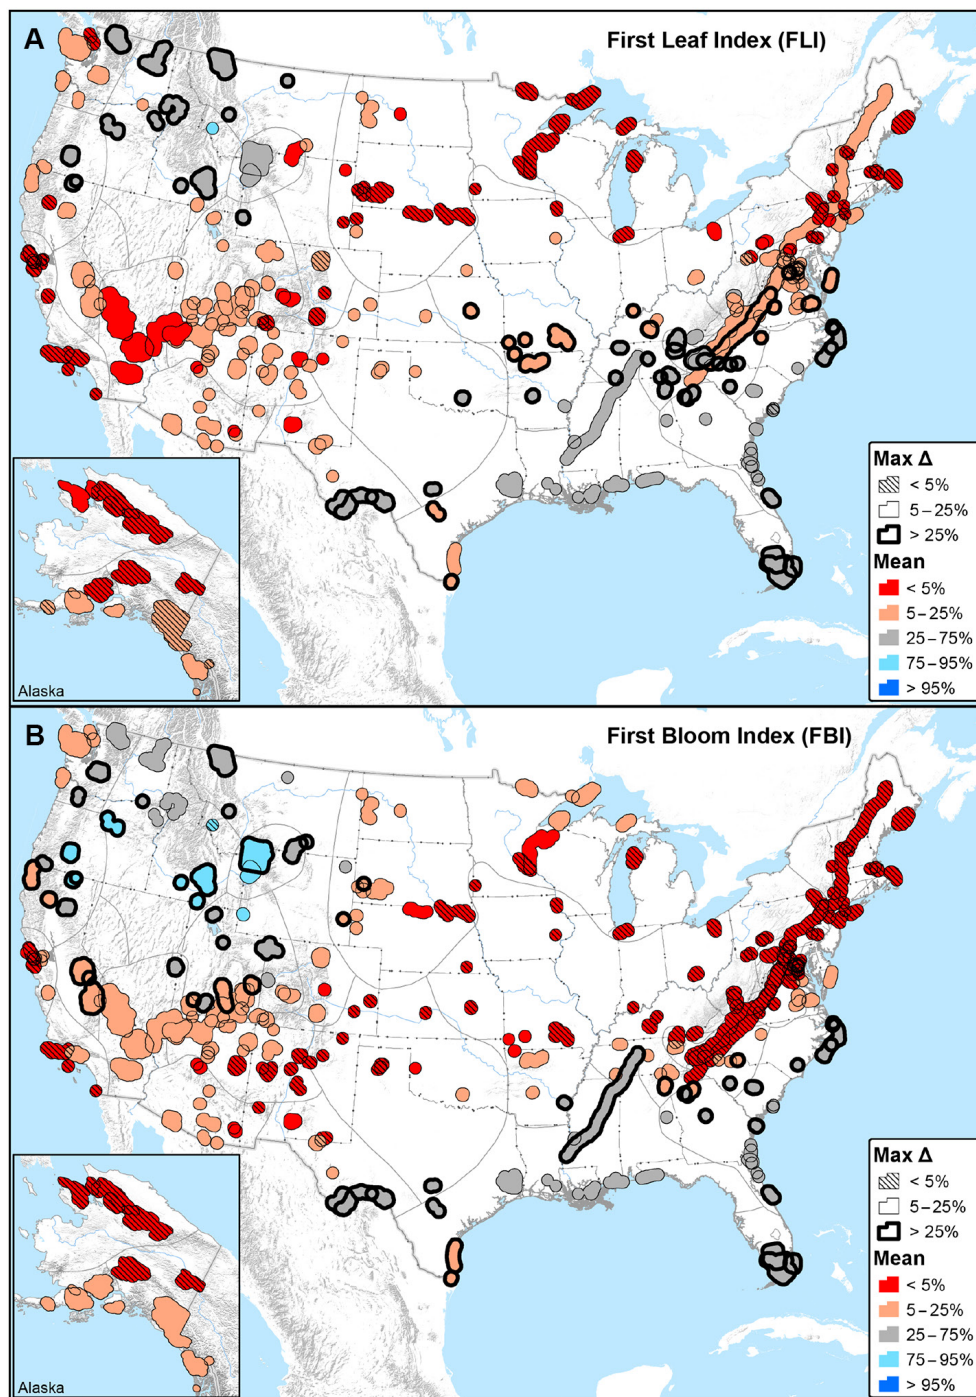 A
First Leaf Index (FLI)
Max Δ
< 5%
5–25%
> 25%
Mean
< 5%
5–25%
25–75%
75–95%
> 95%
Alaska
B
First Bloom Index (FBI)
Max Δ
< 5%
5–25%
> 25%
Mean
< 5%
5–25%
25–75%
75–95%
> 95%
Alaska